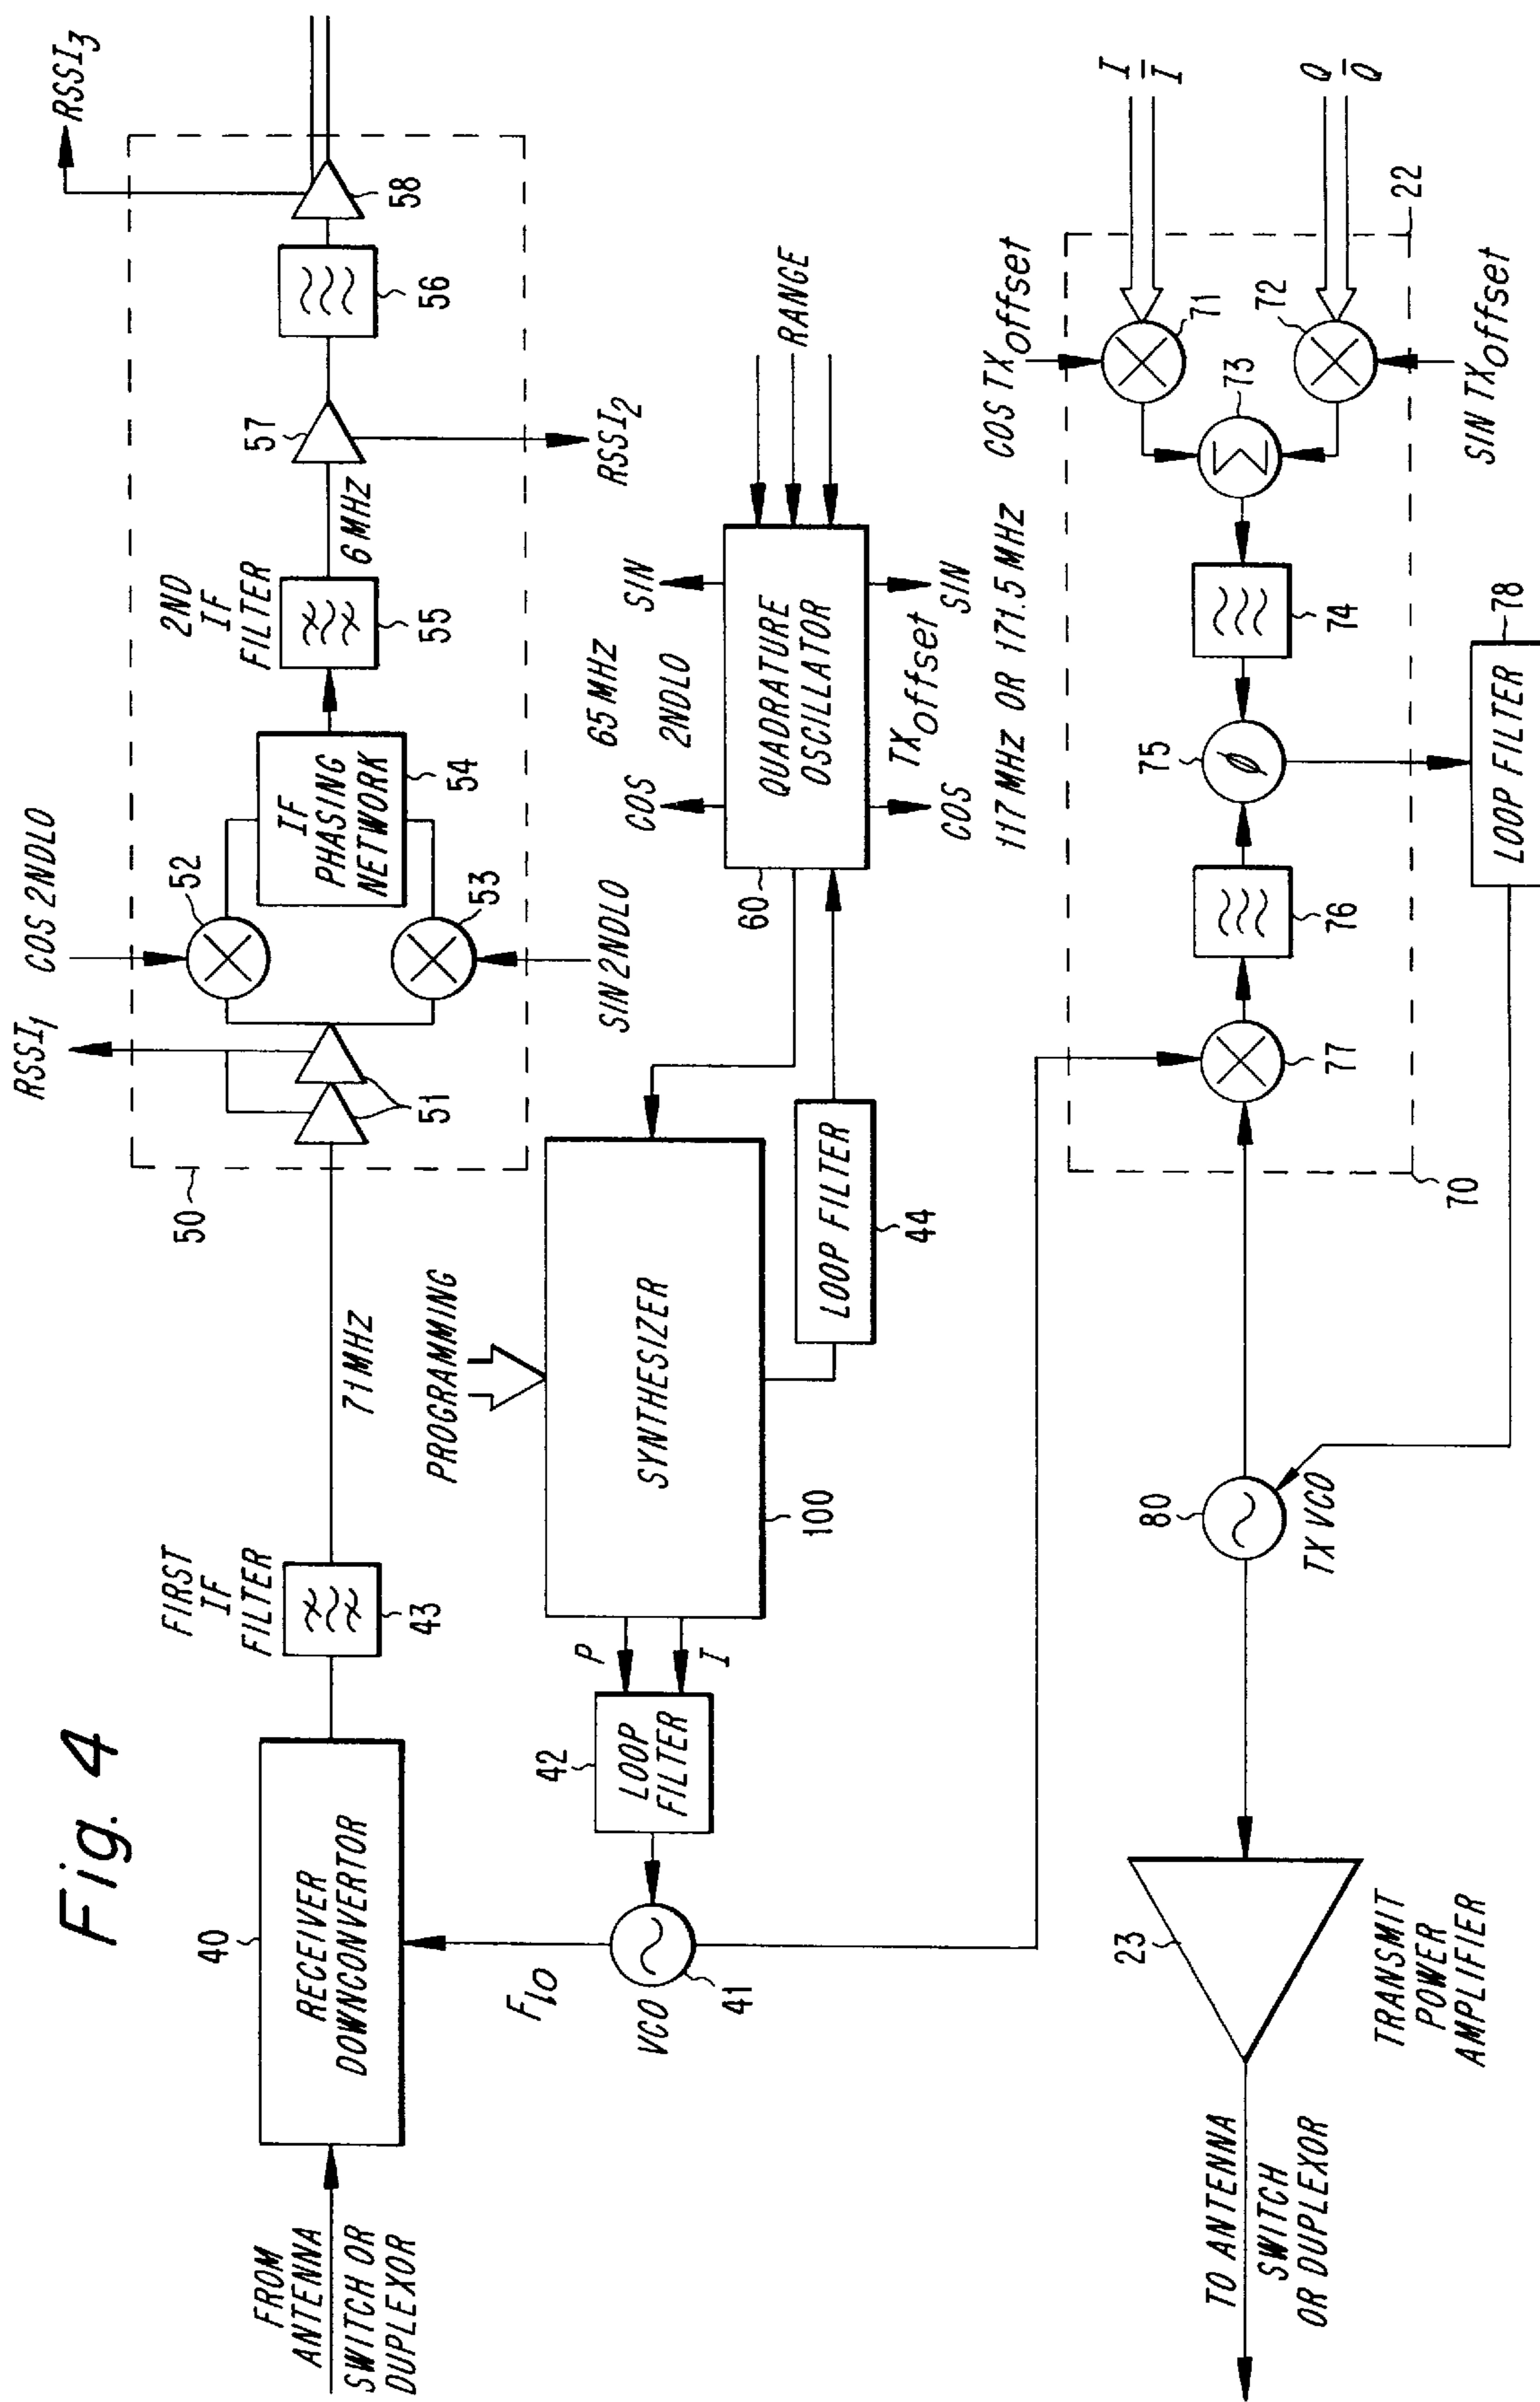 Fig. 4
FROM
ANTENNA
SWITCH OR
DUPLEXOR
40
RECEIVER
DOWNCONVERTOR
FIRST
IF
FILTER
43
71 MHZ
50
RSSI1
51
COS 2NDLO
52
53
SIN 2NDLO
IF
PHASING
NETWORK
54
2ND
IF
FILTER
55
6 MHZ
57
RSSI2
56
58
RSSI3
F10
VCO
41
42
LOOP
FILTER
P
I
PROGRAMMING
SYNTHESIZER
100
LOOP FILTER
44
60
QUADRATURE
OSCILLATOR
COS
SIN
65 MHZ
2NDLO
COS
SIN
TXoffset
117 MHZ OR 171.5 MHZ
RANGE
TO ANTENNA
SWITCH
OR DUPLEXOR
23
TRANSMIT
POWER
AMPLIFIER
80
TX VCO
70
77
76
75
74
73
71
72
COS TXoffset
SIN TXoffset
I
I̅
Q
Q̅
22
LOOP FILTER
78